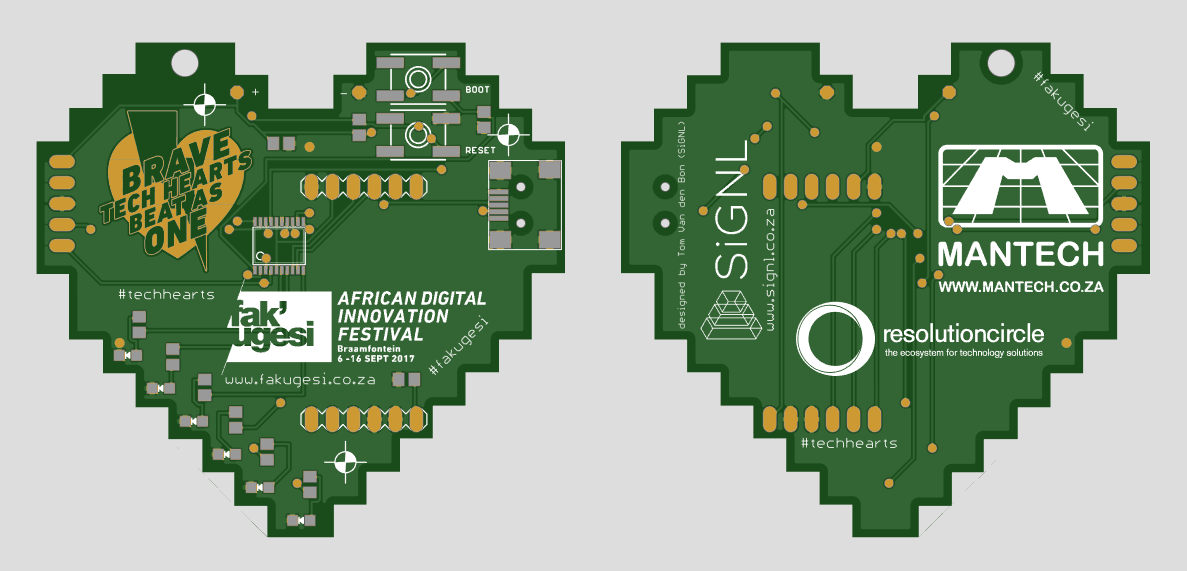 +
-
BOOT
RESET
BRAVE
TECH HEARTS
BEAT AS
ONE
#techhearts
fak'
ugesi
AFRICAN DIGITAL
INNOVATION
FESTIVAL
Braamfontein
6 -16 SEPT 2017
#fakugesi
www.fakugesi.co.za
#fakugesi
designed by Tom Van den Bon (SiGNL)
SiGNL
www.signl.co.za
MANTECH
WWW.MANTECH.CO.ZA
resolutioncircle
the ecosystem for technology solutions
#techhearts